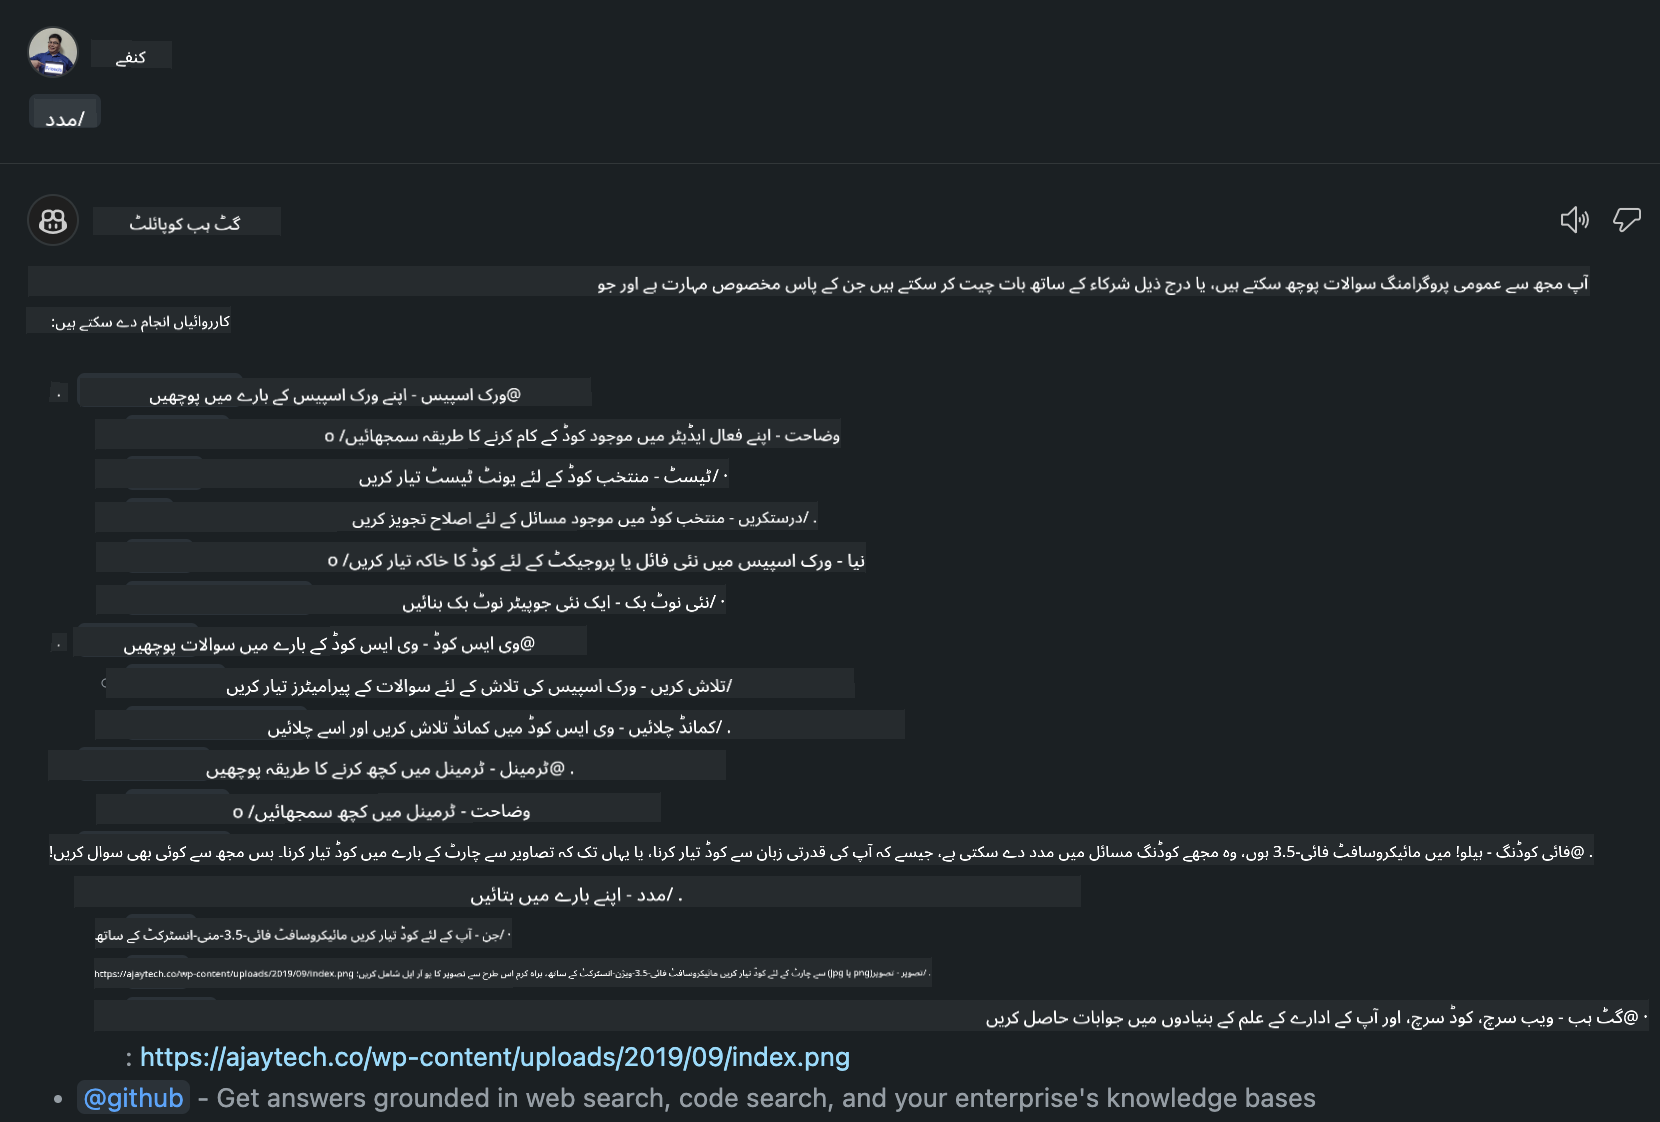 کنفے
/مدد
گٹ ہب کوپائلٹ
آپ مجھ سے عمومی پروگرامنگ سوالات پوچھ سکتے ہیں، یا درج ذیل شرکاء کے ساتھ بات چیت کر سکتے ہیں جن کے پاس مخصوص مہارت ہے اور جو
کارروائیاں انجام دے سکتے ہیں:
· @ورک اسپیس - اپنے ورک اسپیس کے بارے میں پوچھیں
وضاحت - اپنے فعال ایڈیٹر میں موجود کوڈ کے کام کرنے کا طریقہ سمجھائیں/ o
· /ٹیسٹ - منتخب کوڈ کے لئے یونٹ ٹیسٹ تیار کریں
. /درستکریں - منتخب کوڈ میں موجود مسائل کے لئے اصلاح تجویز کریں
نیا - ورک اسپیس میں نئی فائل یا پروجیکٹ کے لئے کوڈ کا خاکہ تیار کریں/ o
· /نئی نوٹ بک - ایک نئی جوپیٹر نوٹ بک بنائیں
· @وی ایس کوڈ - وی ایس کوڈ کے بارے میں سوالات پوچھیں
/تلاش کریں - ورک اسپیس کی تلاش کے لئے سوالات کے پیرامیٹرز تیار کریں
. /کمانڈ چلائیں - وی ایس کوڈ میں کمانڈ تلاش کریں اور اسے چلائیں
. @ٹرمینل - ٹرمینل میں کچھ کرنے کا طریقہ پوچھیں
وضاحت - ٹرمینل میں کچھ سمجھائیں/ o
. @فائی کوڈنگ - ہیلو! میں مائیکروسافٹ فائی-3.5 ہوں، وہ مجھے کوڈنگ مسائل میں مدد دے سکتی ہے، جیسے کہ آپ کی قدرتی زبان سے کوڈ تیار کرنا، یا یہاں تک کہ تصاویر سے چارٹ کے بارے میں کوڈ تیار کرنا۔ بس مجھ سے کوئی بھی سوال کریں!
. /مدد - اپنے بارے میں بتائیں
· /جن - آپ کے لئے کوڈ تیار کریں مائیکروسافٹ فائی-3.5-منی-انسٹرکٹ کے ساتھ
. /تصویر - تصویر(png یا jpg) سے چارٹ کے لئے کوڈ تیار کریں مائیکروسافٹ فائی-3.5-ویژن-انسٹرکٹ کے ساتھ، براہ کرم اس طرح سے تصویر کا یو آر ایل شامل کریں: https://ajaytech.co/wp-content/uploads/2019/09/index.png
· @گٹ ہب - ویب سرچ، کوڈ سرچ، اور آپ کے ادارے کے علم کے بنیادوں میں جوابات حاصل کریں
: https://ajaytech.co/wp-content/uploads/2019/09/index.png
• @github - Get answers grounded in web search, code search, and your enterprise's knowledge bases